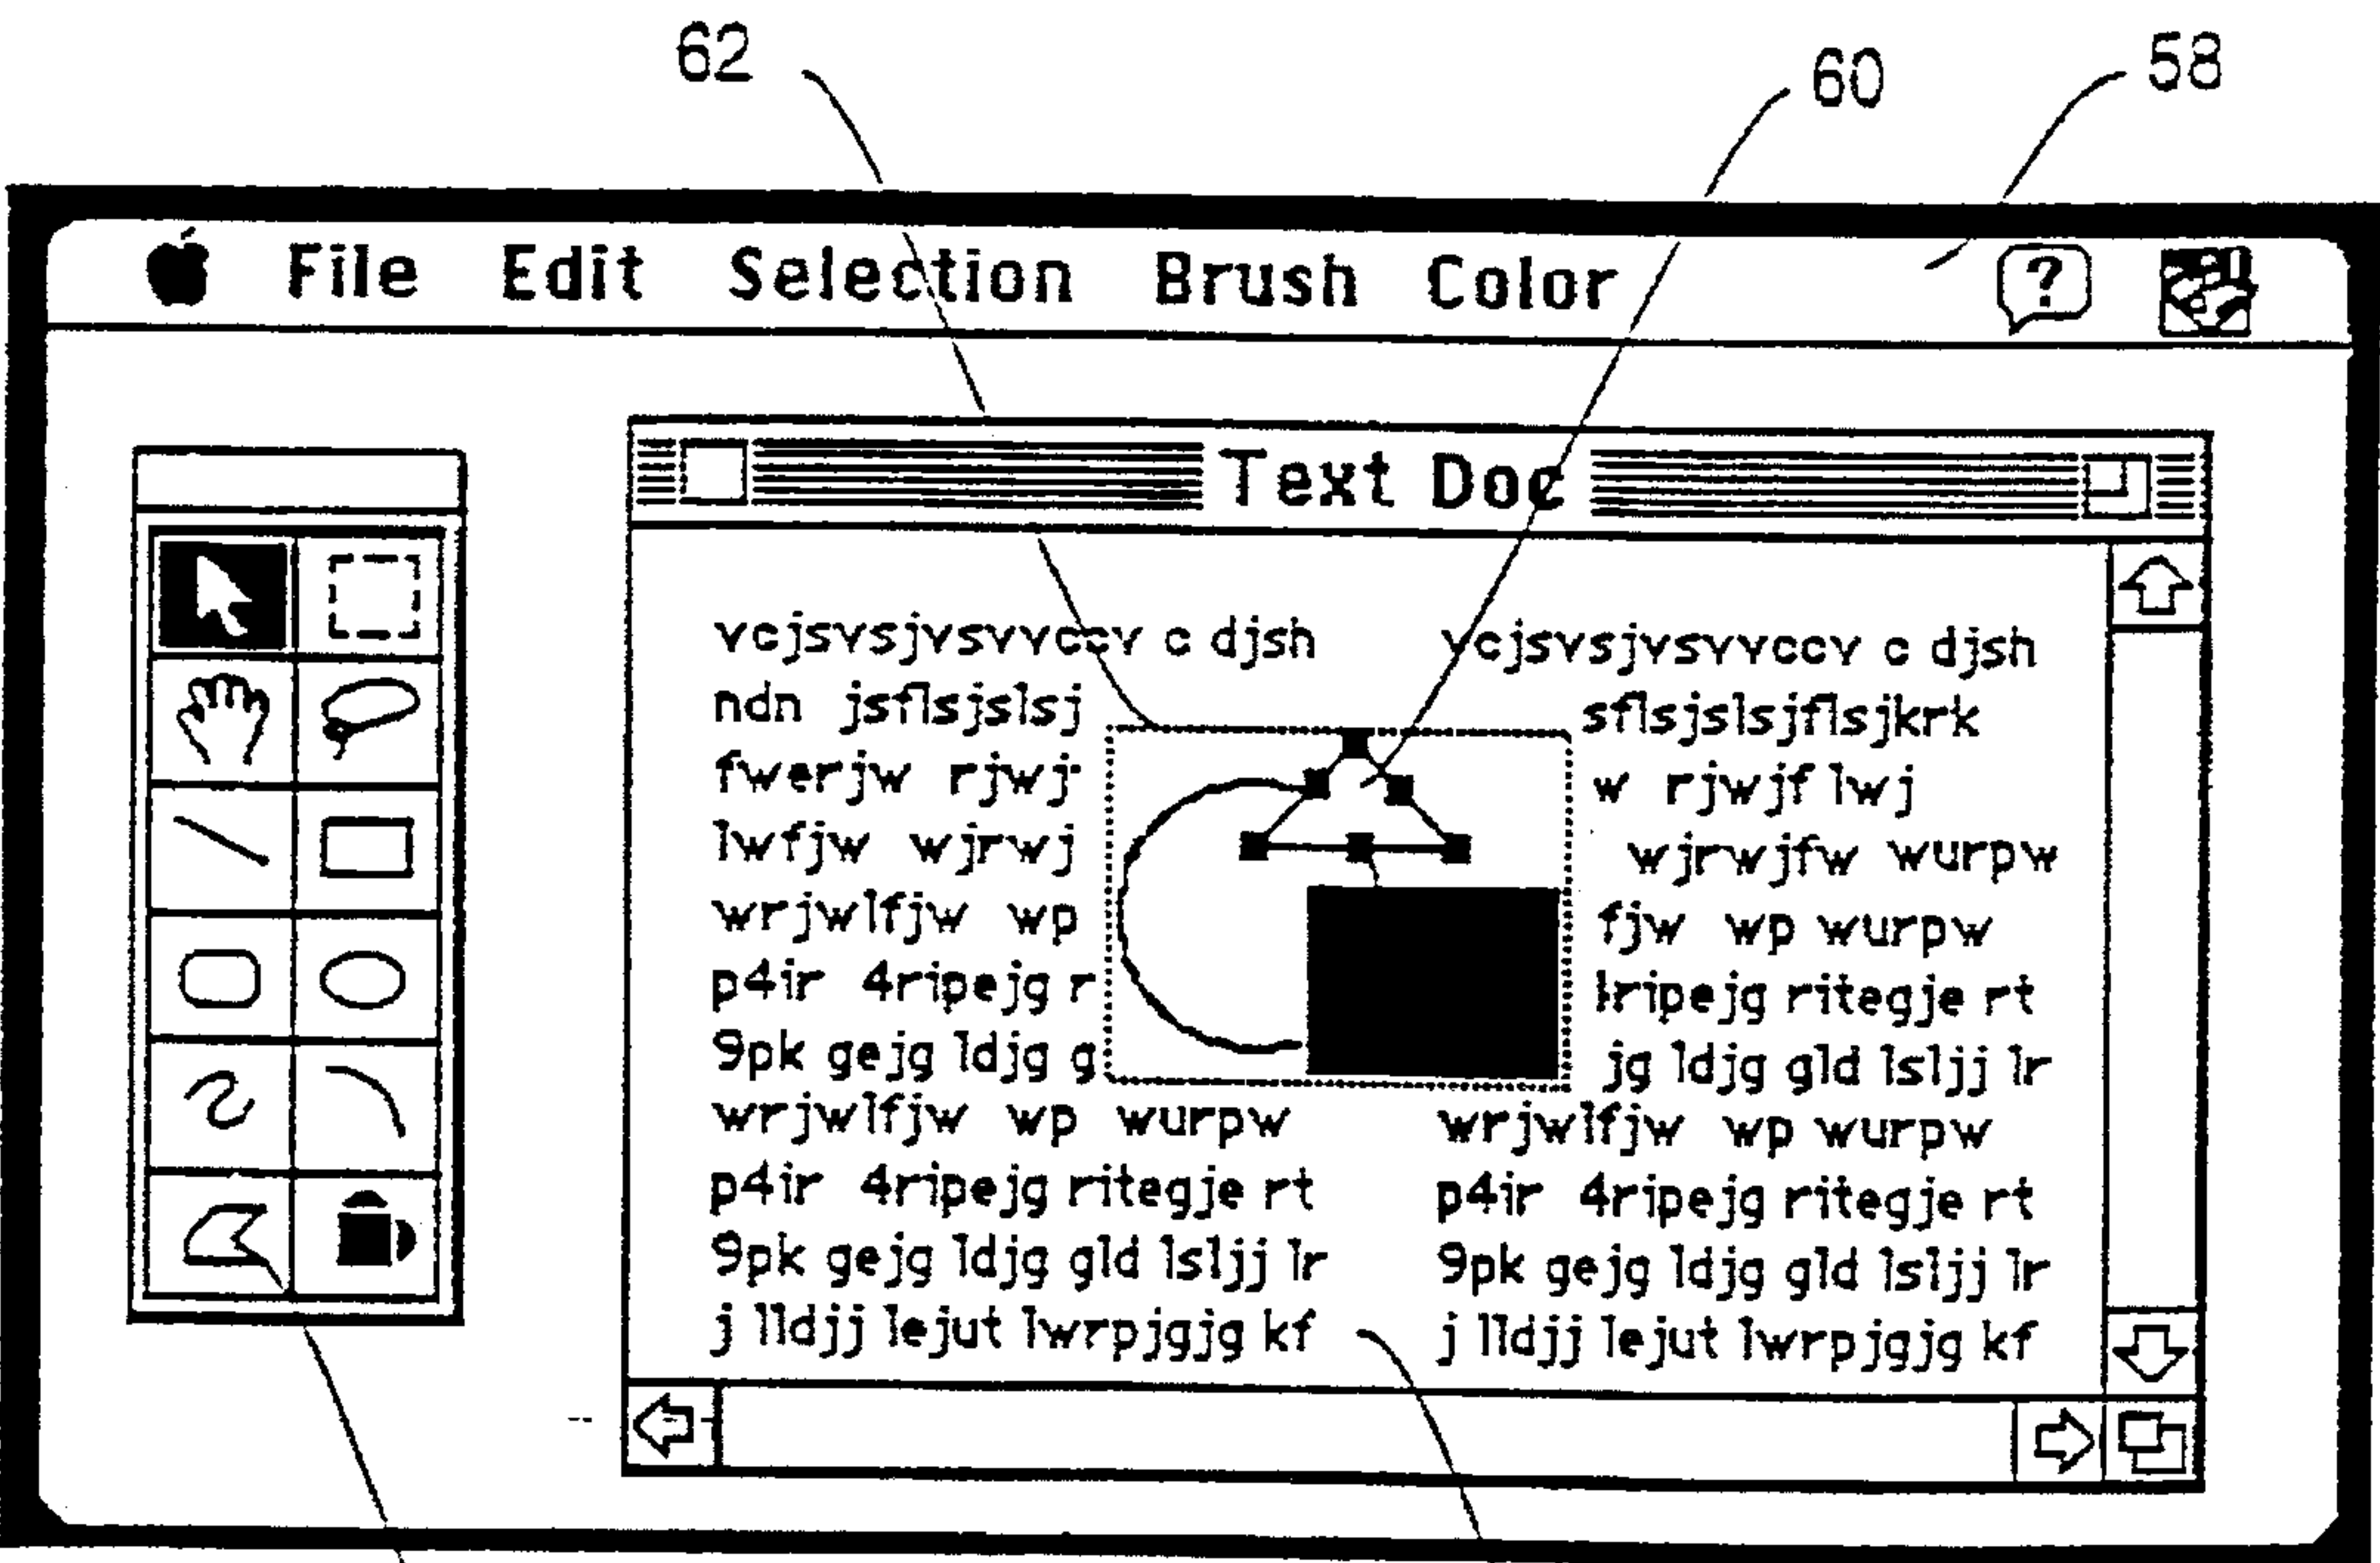 62 60 58
File Edit Selection Brush Color ?
Text Doc
vcjsvsjvsvvccv c djsh vcjsvsjvsvvccv c djsh
ndn jsflsjslsj sflsjslsjflsjkrk
fwerjw rjwj w rjwjf lwj
lwfjw wjrwj wjrwjfw wurpw
wrjwlfjw wp fjw wp wurpw
p4ir 4ripejg r ripejg ritegje rt
9pk gejg ldjg g jg ldjg gld lsljj lr
wrjwlfjw wp wurpw wrjwlfjw wp wurpw
p4ir 4ripejg ritegje rt p4ir 4ripejg ritegje rt
9pk gejg ldjg gld lsljj lr 9pk gejg ldjg gld lsljj lr
j lldjj lejut lwrpjgjg kf j lldjj lejut lwrpjgjg kf